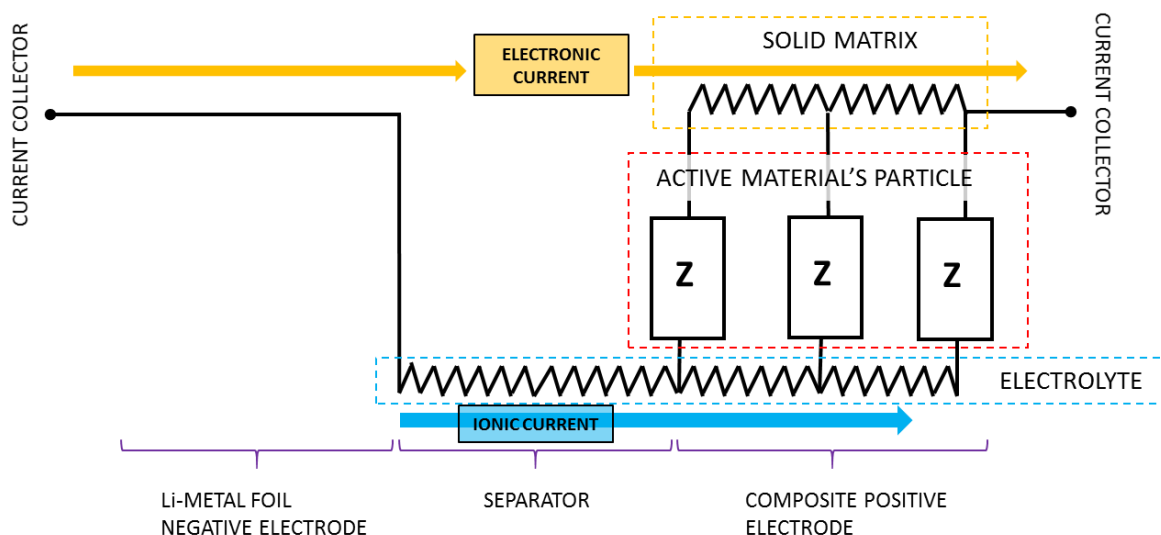 CURRENT COLLECTOR
ELECTRONIC
CURRENT
SOLID MATRIX
CURRENT COLLECTOR
ACTIVE MATERIAL'S PARTICLE
Z
Z
Z
ELECTROLYTE
IONIC CURRENT
Li-METAL FOIL
NEGATIVE ELECTRODE
SEPARATOR
COMPOSITE POSITIVE
ELECTRODE